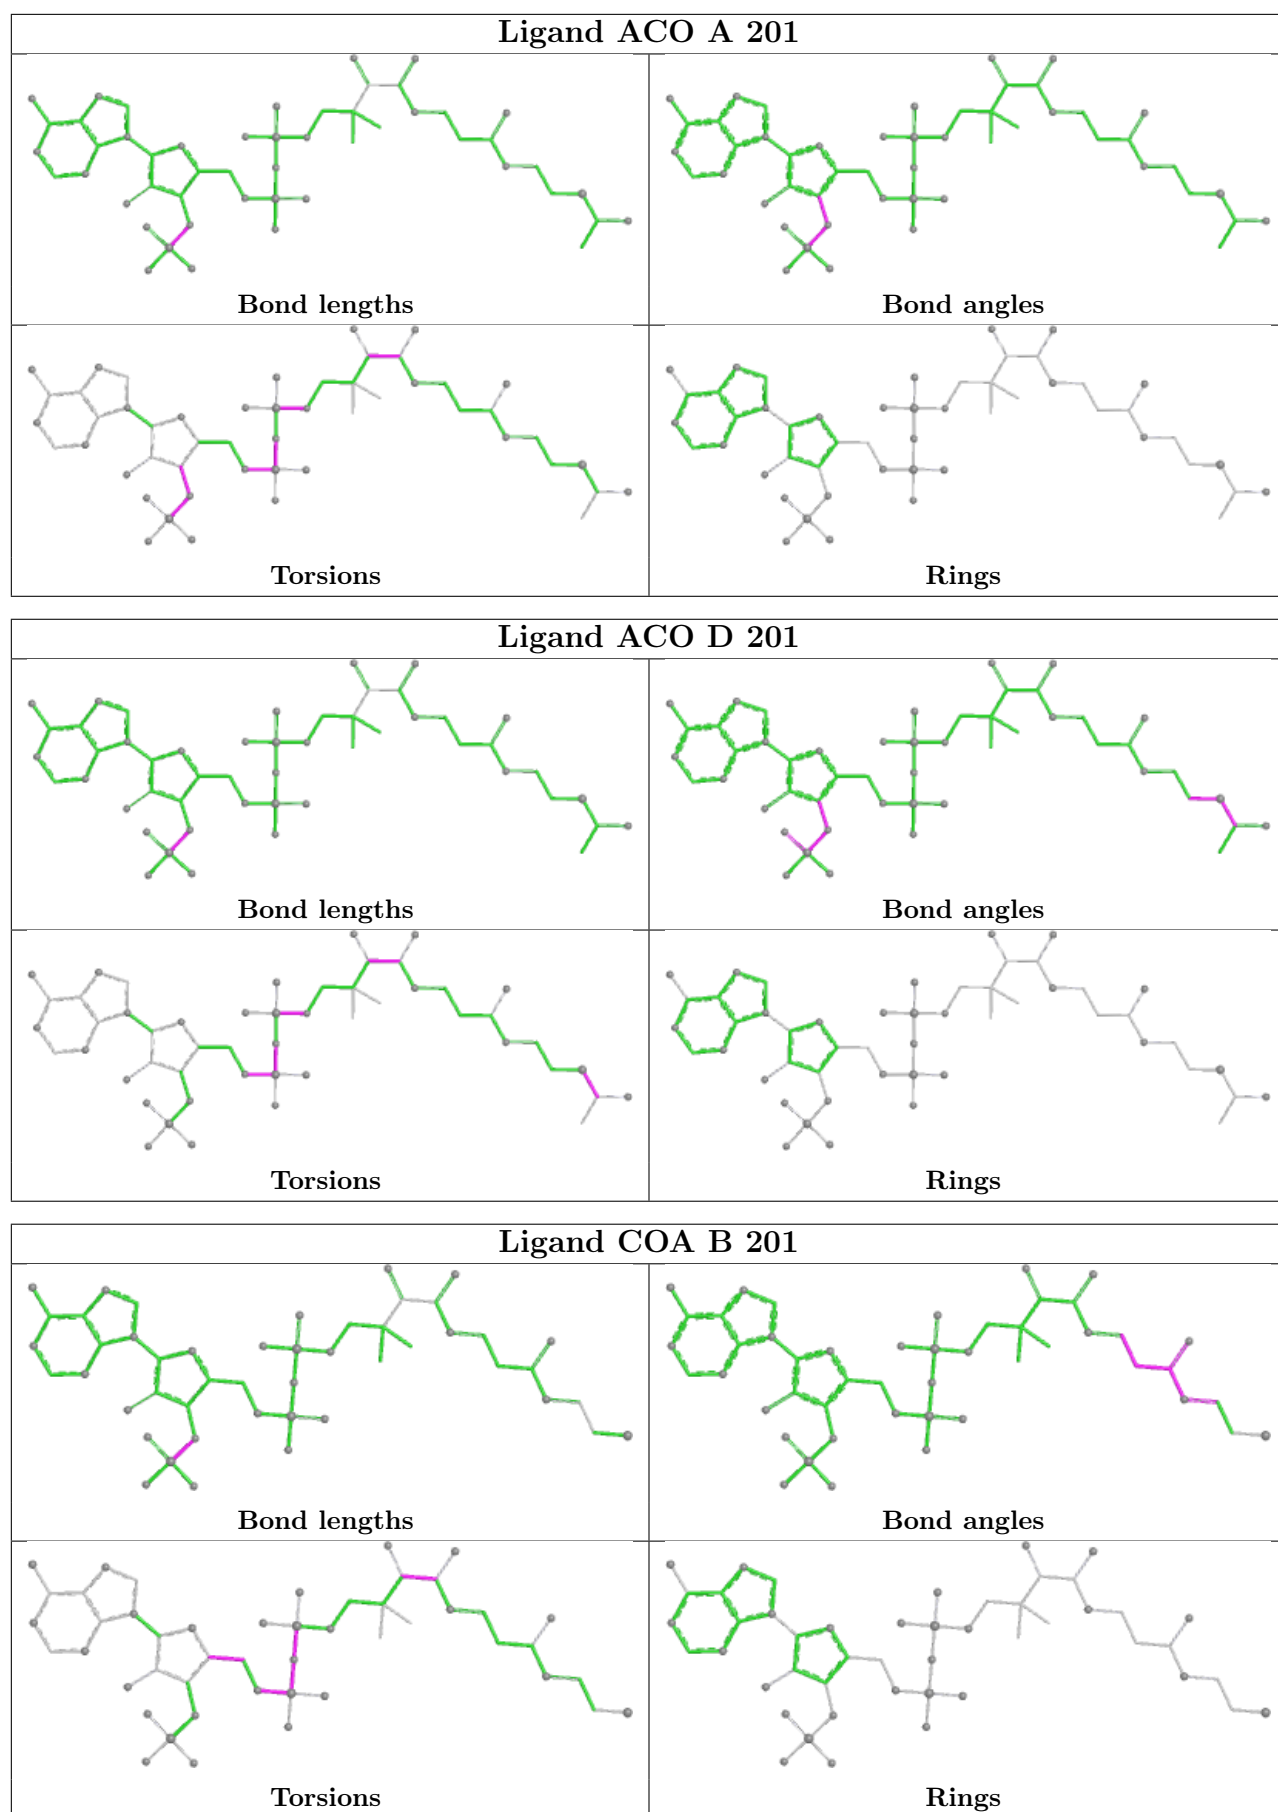 Ligand ACO A 201
Bond lengths
Bond angles
Torsions
Rings
Ligand ACO D 201
Bond lengths
Bond angles
Torsions
Rings
Ligand COA B 201
Bond lengths
Bond angles
Torsions
Rings